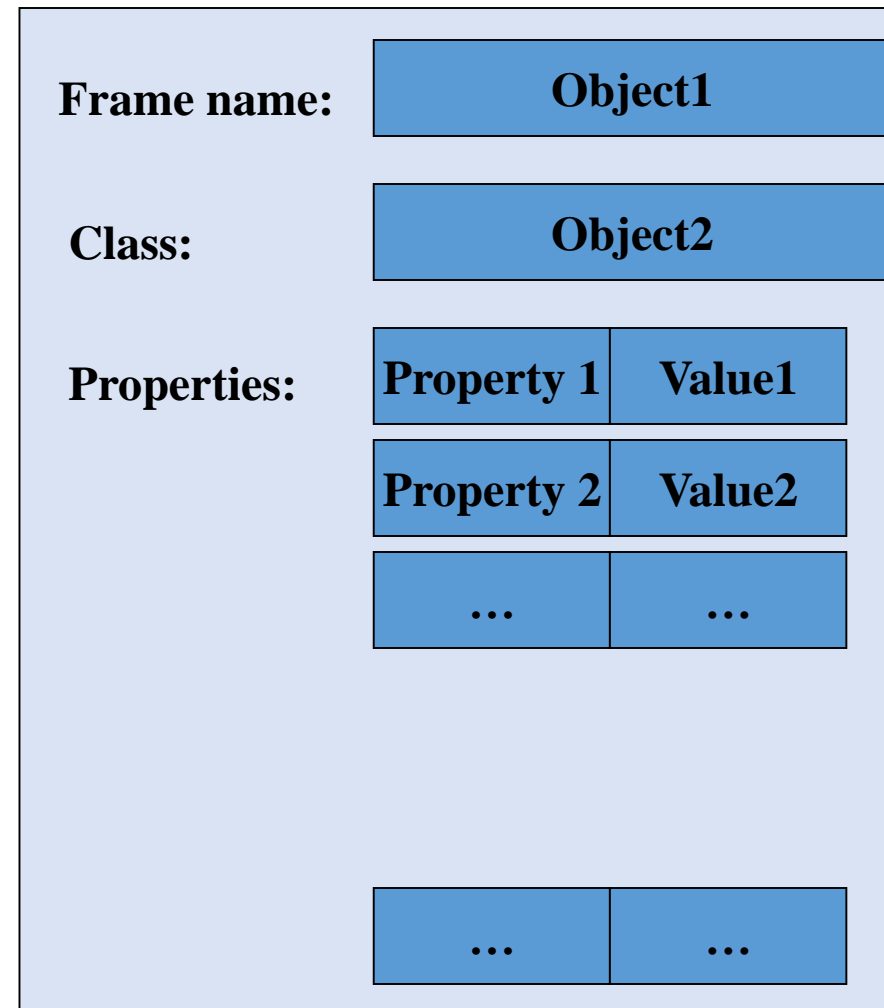 Frame name: Object1
Class: Object2
Properties: Property 1 Value1
Property 2 Value2
… …
… …